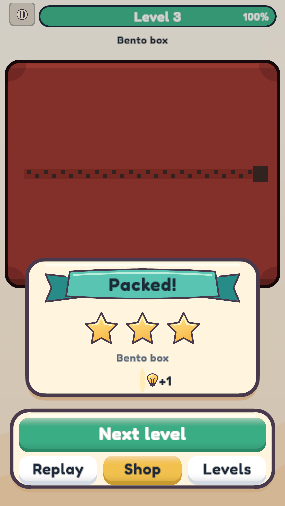 Level 3
100%
Bento box
Packed!
Bento box
+1
Next level
Replay
Shop
Levels